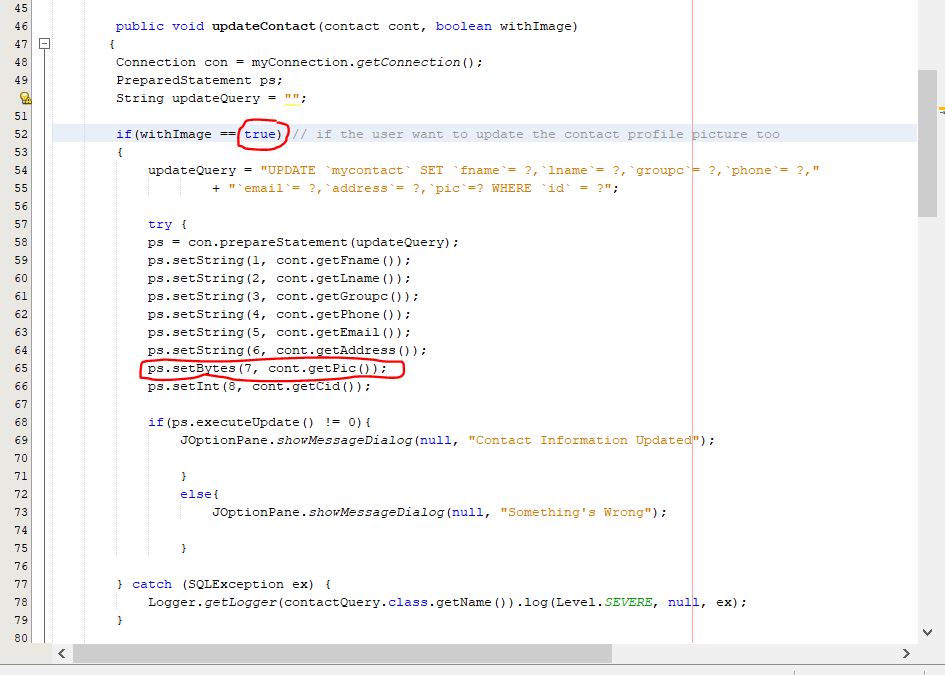 45
46 public void updateContact(contact cont, boolean withImage)
47 {
48 Connection con = myConnection.getConnection();
49 PreparedStatement ps;
String updateQuery = "";
51
52 if(withImage == true) // if the user want to update the contact profile picture too
53 {
54 updateQuery = "UPDATE `mycontact` SET `fname`= ?,`lname`= ?,`groupc`= ?,`phone`= ?,"
55 + "`email`= ?,`address`= ?,`pic`=? WHERE `id` = ?";
56
57 try {
58 ps = con.prepareStatement(updateQuery);
59 ps.setString(1, cont.getFname());
60 ps.setString(2, cont.getLname());
61 ps.setString(3, cont.getGroupc());
62 ps.setString(4, cont.getPhone());
63 ps.setString(5, cont.getEmail());
64 ps.setString(6, cont.getAddress());
65 ps.setBytes(7, cont.getPic());
66 ps.setInt(8, cont.getCid());
67
68 if(ps.executeUpdate() != 0){
69 JOptionPane.showMessageDialog(null, "Contact Information Updated");
70
71 }
72 else{
73 JOptionPane.showMessageDialog(null, "Something's Wrong");
74
75 }
76
77 } catch (SQLException ex) {
78 Logger.getLogger(contactQuery.class.getName()).log(Level.SEVERE, null, ex);
79 }
80